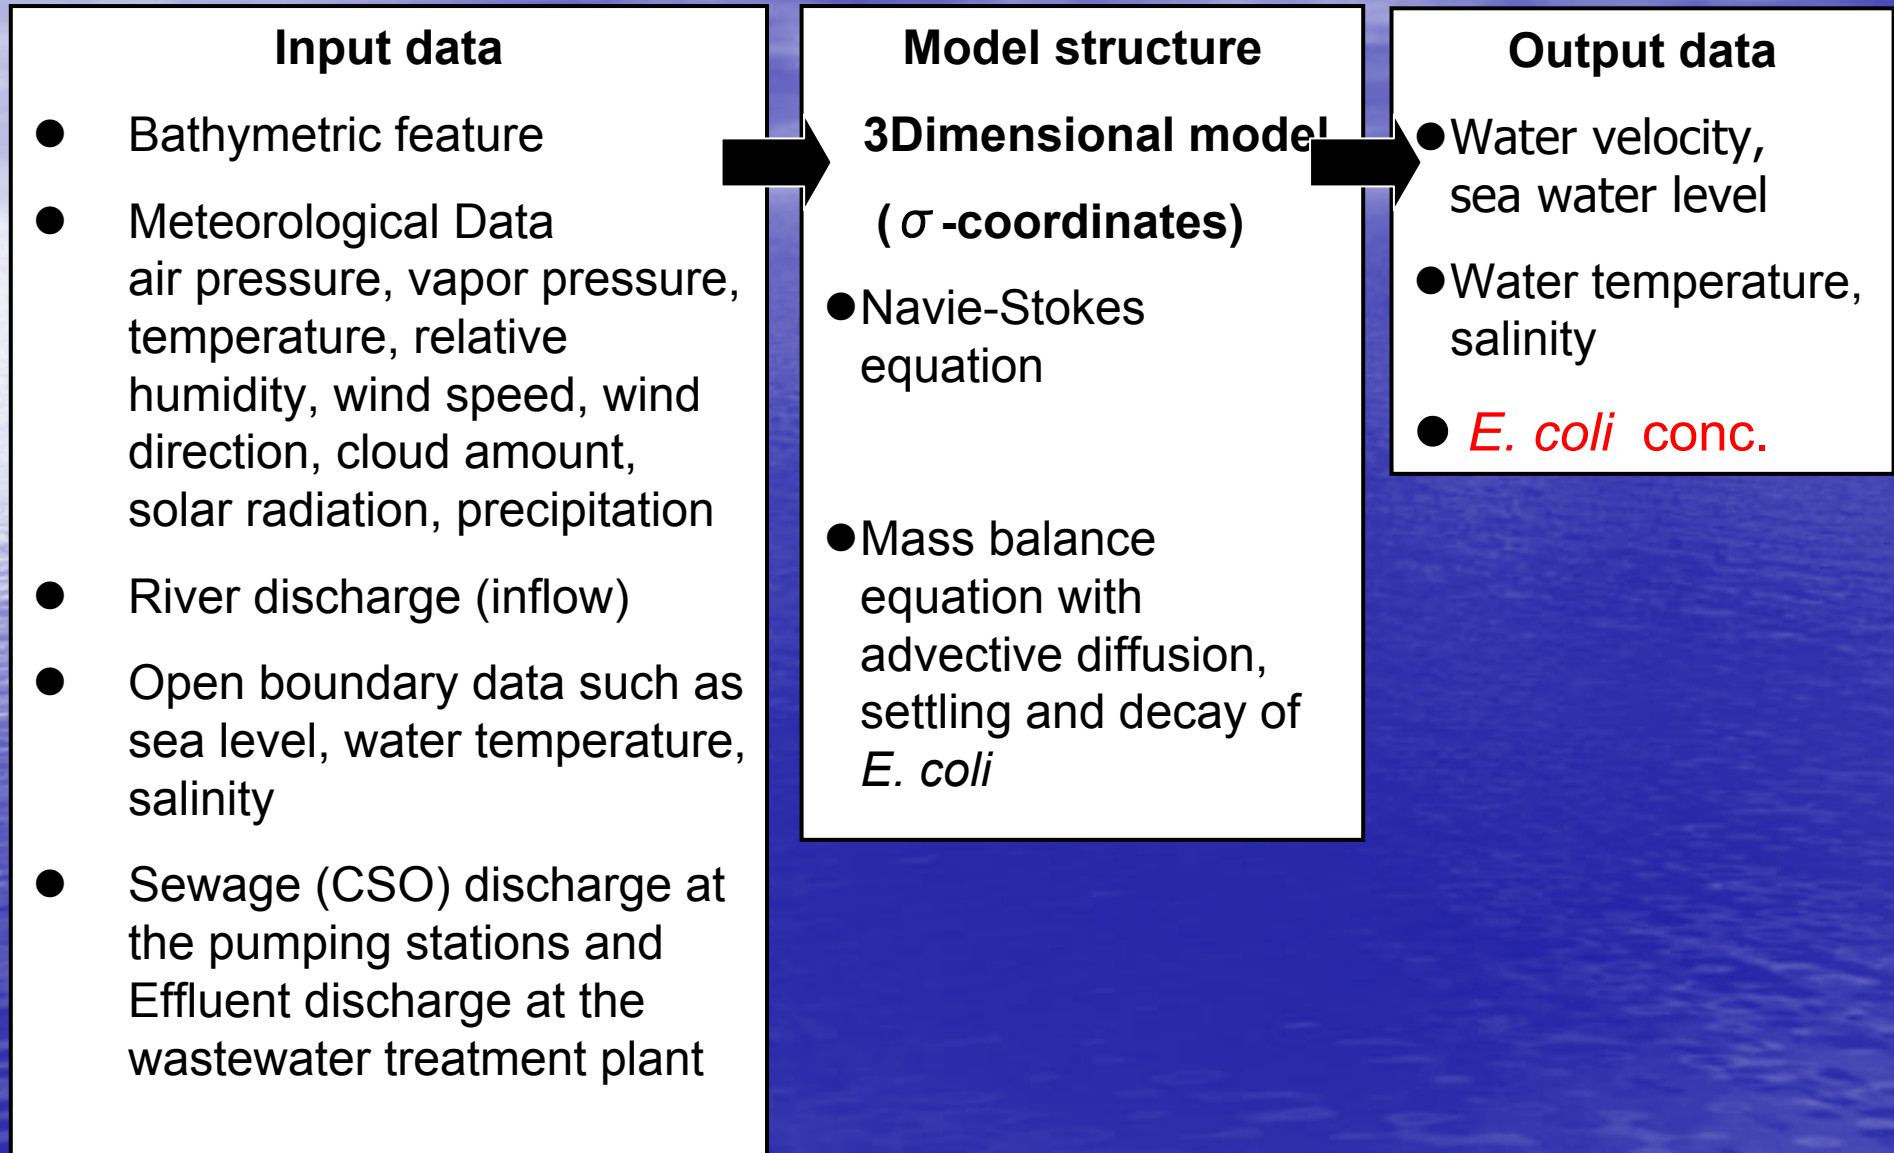 Input data
● Bathymetric feature
● Meteorological Data
air pressure, vapor pressure,
temperature, relative
humidity, wind speed, wind
direction, cloud amount,
solar radiation, precipitation
● River discharge (inflow)
● Open boundary data such as
sea level, water temperature,
salinity
● Sewage (CSO) discharge at
the pumping stations and
Effluent discharge at the
wastewater treatment plant
Model structure
3Dimensional model
(σ-coordinates)
●Navie-Stokes
equation
●Mass balance
equation with
advective diffusion,
settling and decay of
E. coli
Output data
●Water velocity,
sea water level
●Water temperature,
salinity
● E. coli conc.